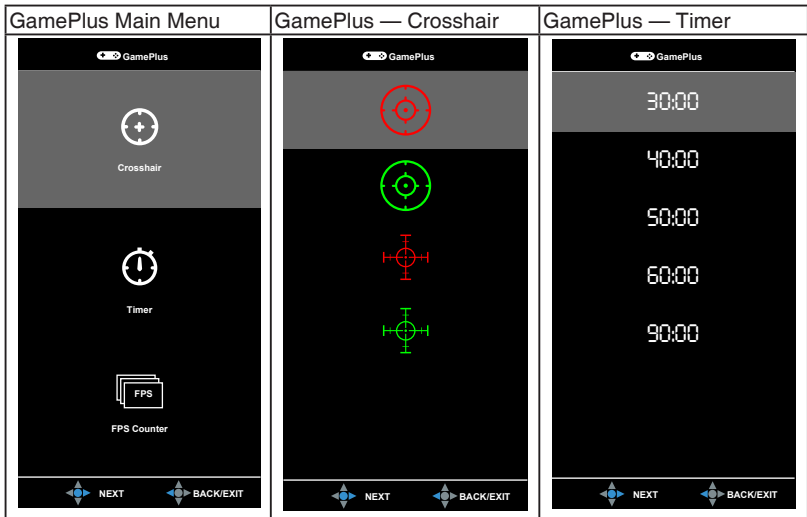 GamePlus Main Menu
GamePlus
Crosshair
Timer
FPS
FPS Counter
NEXT BACK/EXIT
GamePlus — Crosshair
GamePlus
NEXT BACK/EXIT
GamePlus — Timer
GamePlus
30:00
40:00
50:00
60:00
90:00
NEXT BACK/EXIT